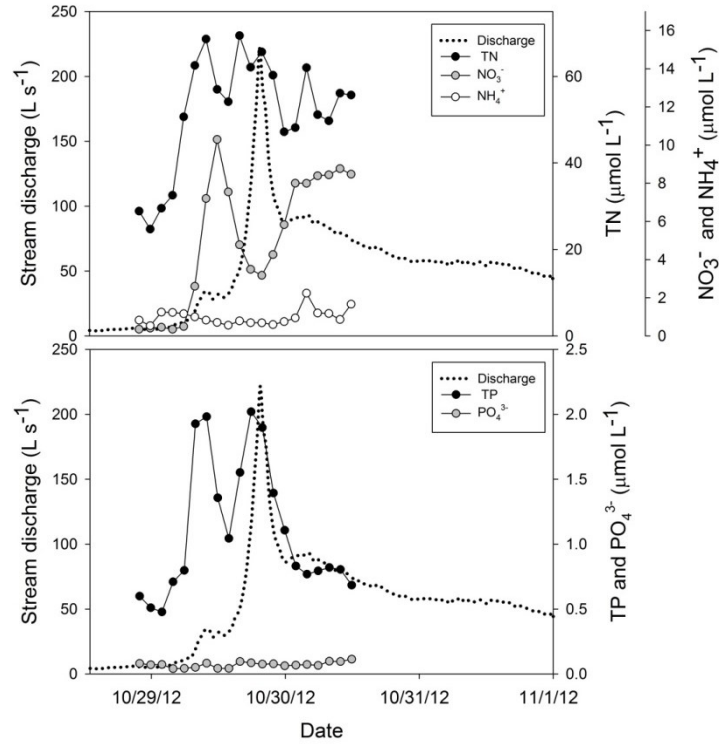 250
200
150
100
50
0
Stream discharge (L s⁻¹)
Discharge
TN
NO₃⁻
NH₄⁺
60
40
20
0
TN (μmol L⁻¹)
16
14
12
10
8
6
4
2
0
NO₃⁻ and NH₄⁺ (μmol L⁻¹)
250
200
150
100
50
0
Stream discharge (L s⁻¹)
Discharge
TP
PO₄³⁻
2.5
2.0
1.5
1.0
0.5
0.0
TP and PO₄³⁻ (μmol L⁻¹)
10/29/12 10/30/12 10/31/12 11/1/12
Date